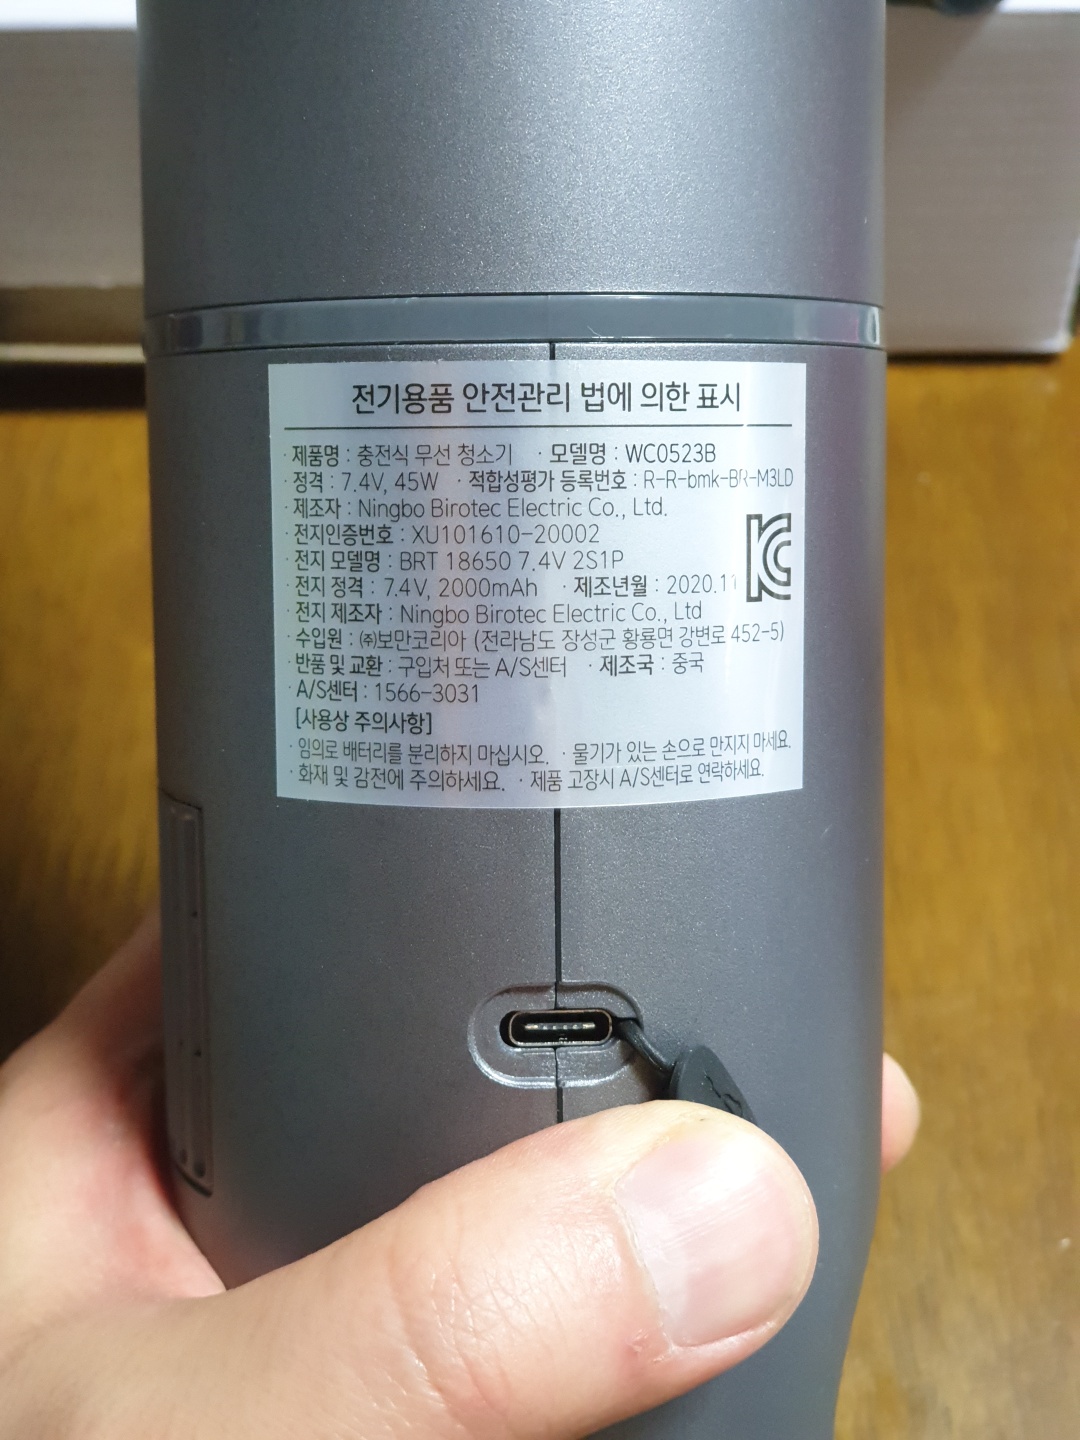 전기용품 안전관리 법에 의한 표시
· 제품명 : 충전식 무선 청소기 · 모델명 : WC0523B
· 정격 : 7.4V, 45W · 적합성평가 등록번호 : R-R-bmk-BR-M3LD
· 제조자 : Ningbo Birotec Electric Co., Ltd.
· 전지인증번호 : XU101610-20002
· 전지 모델명 : BRT 18650 7.4V 2S1P
· 전지 정격 : 7.4V, 2000mAh · 제조년월 : 2020.11
· 전지 제조자 : Ningbo Birotec Electric Co., Ltd
· 수입원 : ㈜보만코리아 (전라남도 장성군 황룡면 강변로 452-5)
· 반품 및 교환 : 구입처 또는 A/S센터 · 제조국 : 중국
· A/S센터 : 1566-3031
[사용상 주의사항]
· 임의로 배터리를 분리하지 마십시오. · 물기가 있는 손으로 만지지 마세요.
· 화재 및 감전에 주의하세요. · 제품 고장시 A/S센터로 연락하세요.